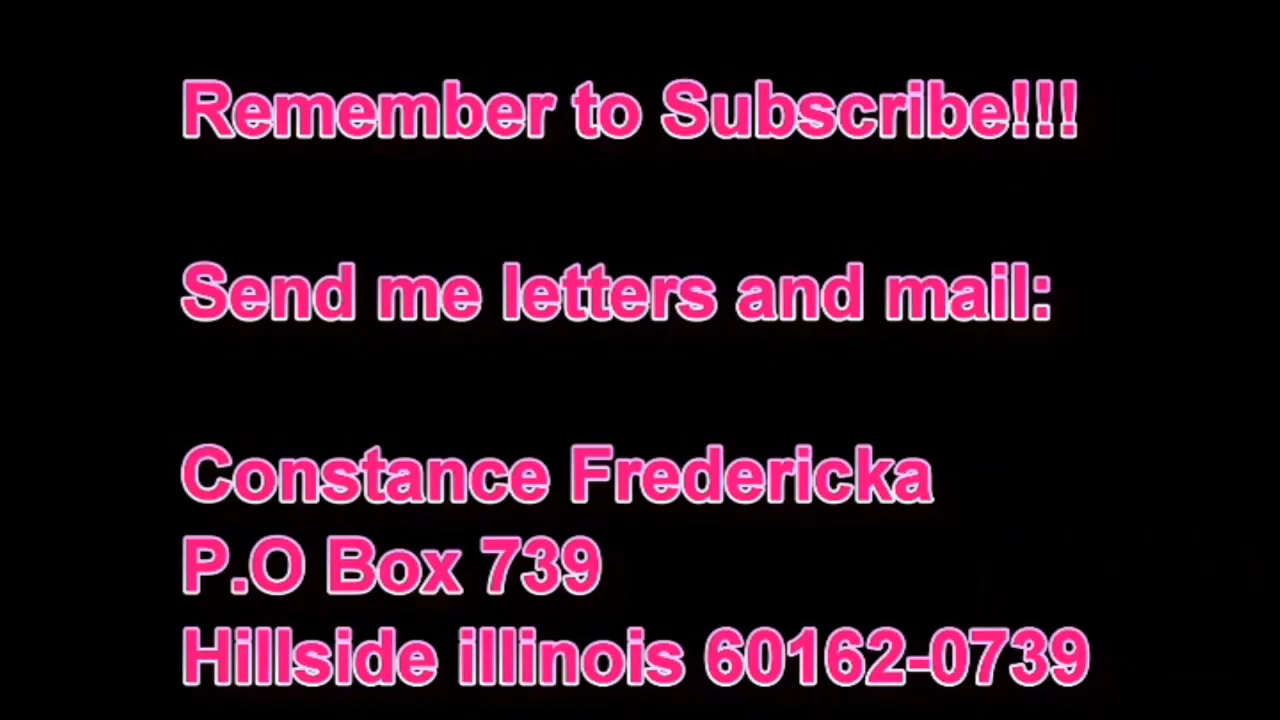 Remember to Subscribe!!!
Send me letters and mail:
Constance Fredericka
P.O Box 739
Hillside illinois 60162-0739